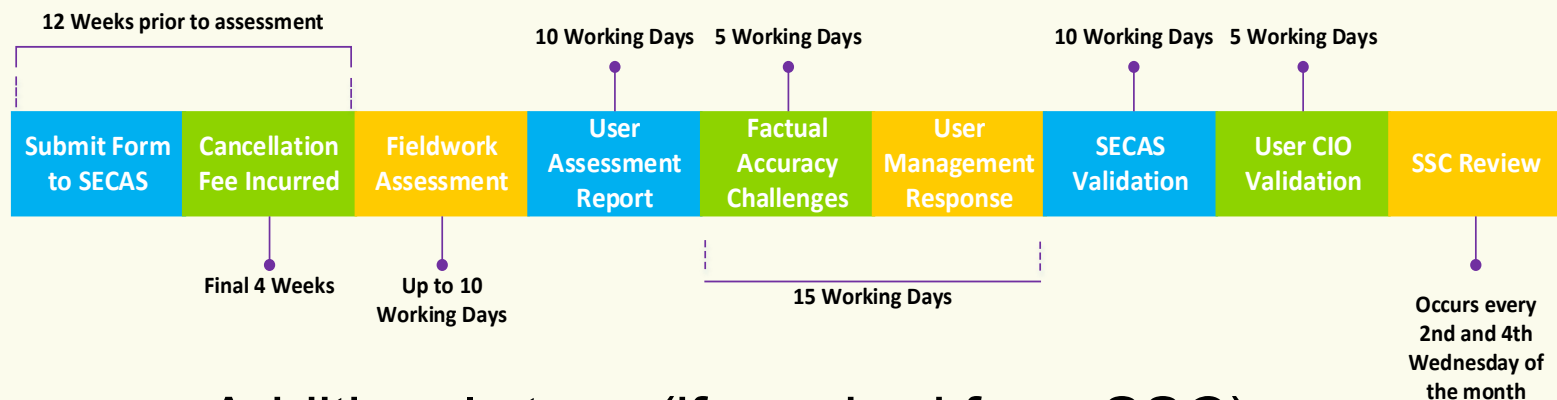 12 Weeks prior to assessment
10 Working Days
5 Working Days
10 Working Days
5 Working Days
Submit Form
to SECAS
Cancellation
Fee Incurred
Fieldwork
Assessment
User
Assessment
Report
Factual
Accuracy
Challenges
User
Management
Response
SECAS
Validation
User CIO
Validation
SSC Review
Final 4 Weeks
Up to 10
Working Days
15 Working Days
Occurs every
2nd and 4th
Wednesday of
the month